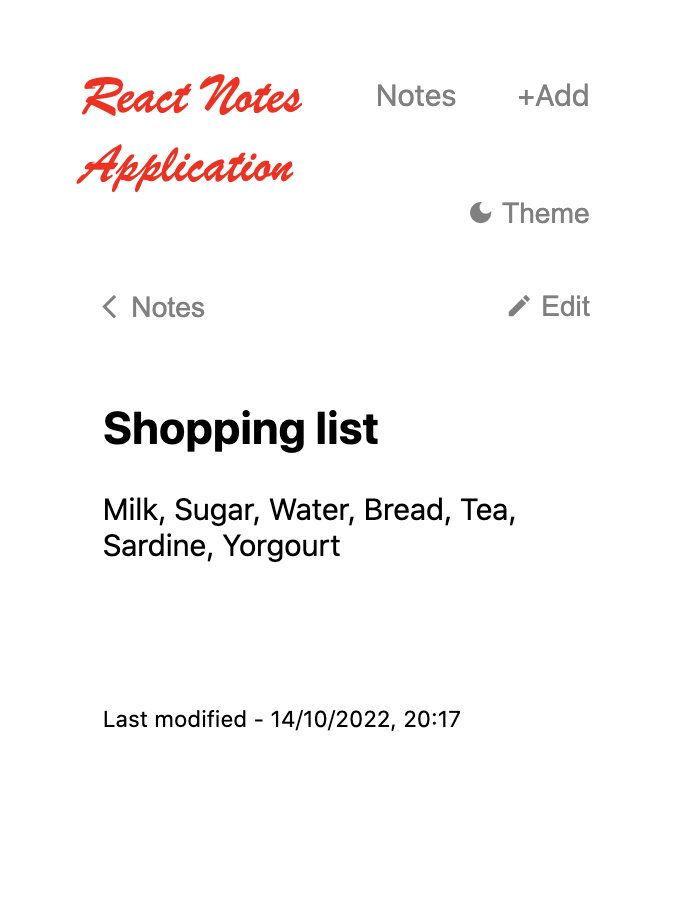 React Notes
Application
Notes
+Add
Theme
Notes
Edit
Shopping list
Milk, Sugar, Water, Bread, Tea,
Sardine, Yorgourt
Last modified - 14/10/2022, 20:17